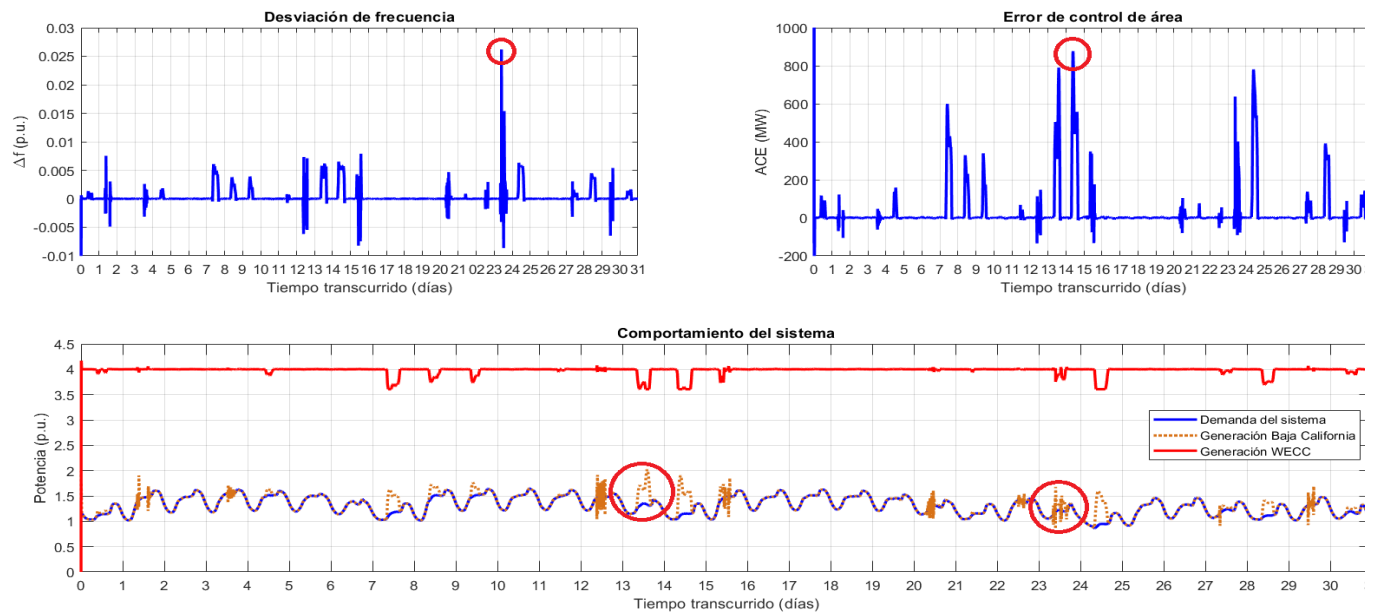 Desviación de frecuencia
0.03
0.025
0.02
0.015
0.01
0.005
0
-0.005
-0.01
Δf (p.u.)
0 1 2 3 4 5 6 7 8 9 10 11 12 13 14 15 16 17 18 19 20 21 02 22 23 24 25 26 27 28 29 30 31
Tiempo transcurrido (días)
Error de control de área
1000
800
600
400
200
0
-200
ACE (MW)
0 1 2 3 4 5 6 7 8 9 10 11 12 13 14 15 16 17 18 19 20 21 22 23 24 25 26 27 28 29 30 3
Tiempo transcurrido (días)
Comportamiento del sistema
4.5
4
3.5
3
2.5
2
1.5
1
0.5
0
Potencia (p.u.)
0 1 2 3 4 5 6 7 8 9 10 11 12 13 14 15 16 17 18 19 20 21 22 23 24 25 26 27 28 29 30
Tiempo transcurrido (días)
Demanda del sistema
Generación Baja California
Generación WECC